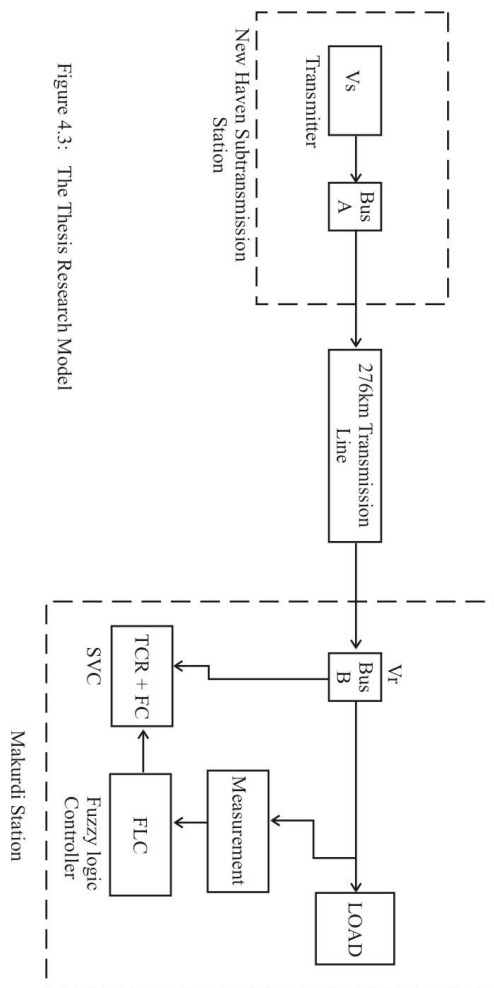 Vs
Transmitter
Bus
A
New Haven Subtransmission
Station
276km Transmission
Line
Vr
Bus
B
TCR + FC
SVC
Measurement
FLC
Fuzzy logic
Controller
LOAD
Makurdi Station
Figure 4.3: The Thesis Research Model